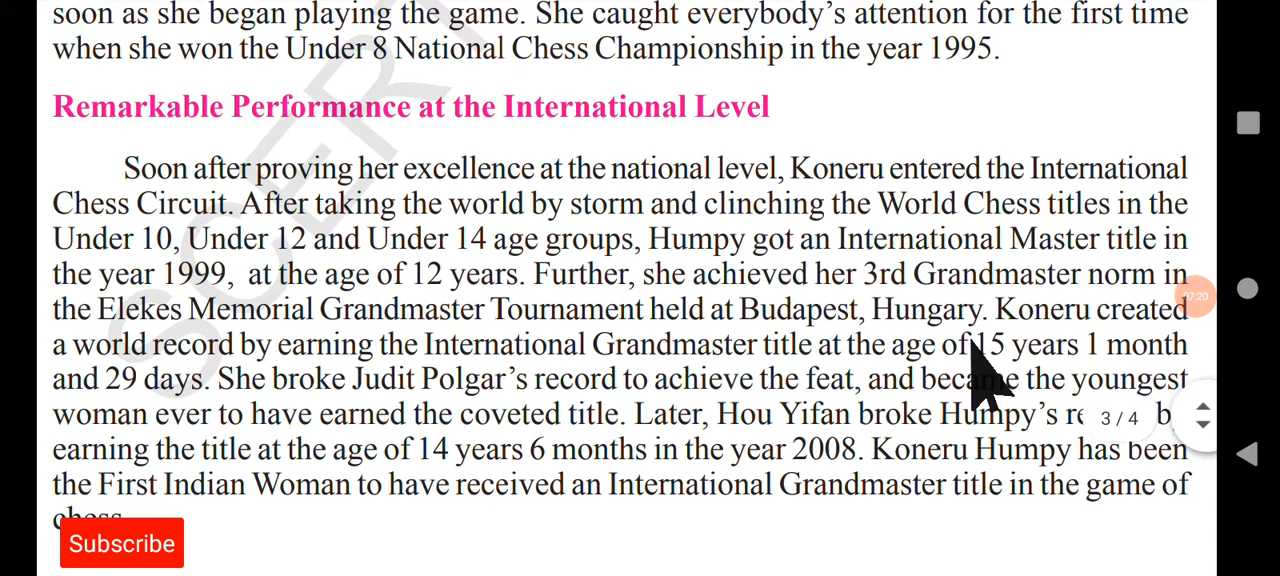 soon as she began playing the game. She caught everybody’s attention for the first time
when she won the Under 8 National Chess Championship in the year 1995.
Remarkable Performance at the International Level
Soon after proving her excellence at the national level, Koneru entered the International
Chess Circuit. After taking the world by storm and clinching the World Chess titles in the
Under 10, Under 12 and Under 14 age groups, Humpy got an International Master title in
the year 1999, at the age of 12 years. Further, she achieved her 3rd Grandmaster norm in
the Elekes Memorial Grandmaster Tournament held at Budapest, Hungary. Koneru created
a world record by earning the International Grandmaster title at the age of 15 years 1 month
and 29 days. She broke Judit Polgar’s record to achieve the feat, and became the youngest
woman ever to have earned the coveted title. Later, Hou Yifan broke Humpy’s
earning the title at the age of 14 years 6 months in the year 2008. Koneru Humpy has been
the First Indian Woman to have received an International Grandmaster title in the game of
SCERT
07:20
3 / 4
Subscribe